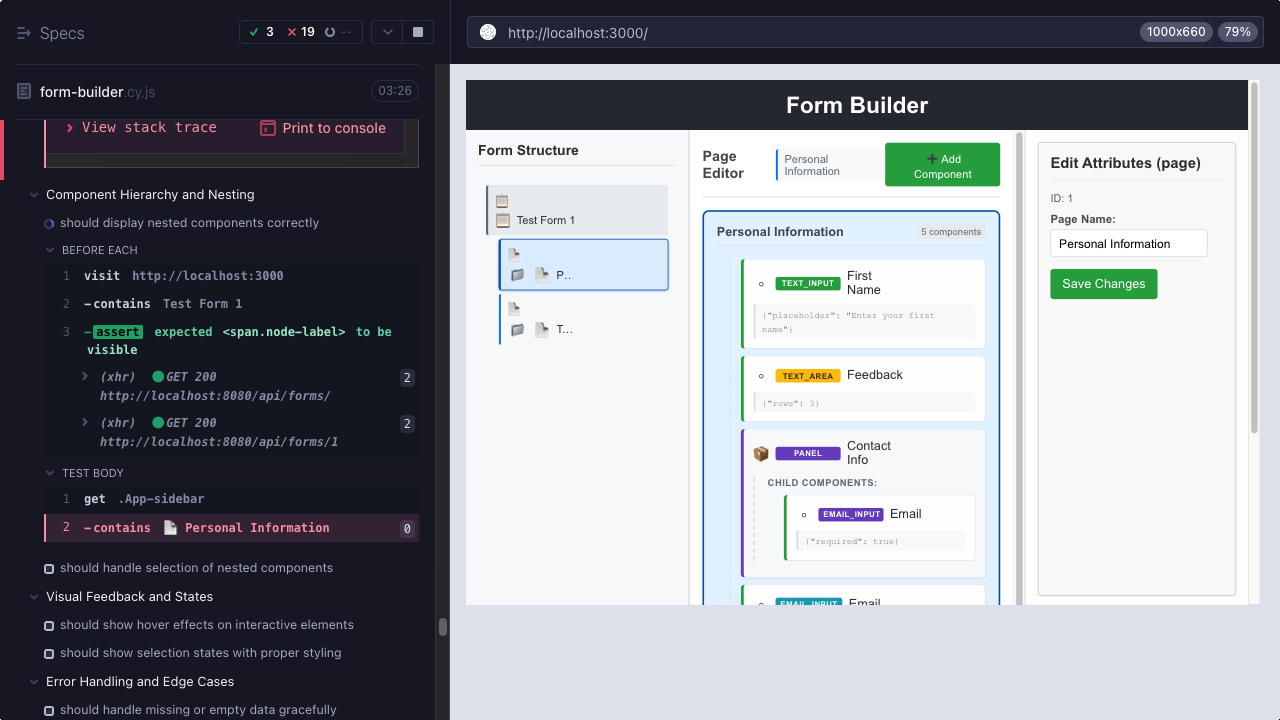 Specs
3
19
--
http://localhost:3000/
1000x660
79%
form-builder.cy.js
03:26
View stack trace
Print to console
Component Hierarchy and Nesting
should display nested components correctly
BEFORE EACH
1 visit http://localhost:3000
2 -contains Test Form 1
3 -assert expected <span.node-label> to be
visible
(xhr) GET 200
http://localhost:8080/api/forms/
2
(xhr) GET 200
http://localhost:8080/api/forms/1
2
TEST BODY
1 get .App-sidebar
2 -contains 📄 Personal Information 0
should handle selection of nested components
Visual Feedback and States
should show hover effects on interactive elements
should show selection states with proper styling
Error Handling and Edge Cases
should handle missing or empty data gracefully
Form Builder
Form Structure
Test Form 1
P..
T...
Page
Editor
Personal
Information
➕ Add
Component
Personal Information
5 components
TEXT_INPUT
First
Name
{"placeholder": "Enter your first
name"}
TEXT_AREA
Feedback
{"rows": 3}
PANEL
Contact
Info
CHILD COMPONENTS:
EMAIL_INPUT
Email
{"required": true}
EMAIL_INPUT
Email
Edit Attributes (page)
ID: 1
Page Name:
Personal Information
Save Changes